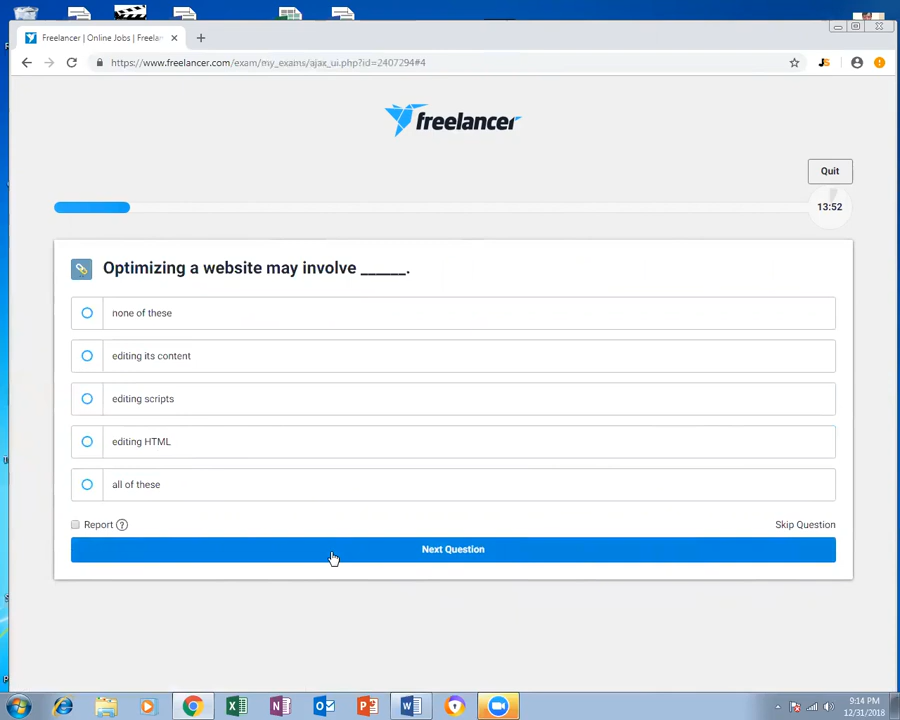 Freelancer | Online Jobs | Freela
https://www.freelancer.com/exam/my_exams/ajax_ui.php?id=2407294#4
JS
freelancer
Quit
13:52
Optimizing a website may involve ______.
none of these
editing its content
editing scripts
editing HTML
all of these
Report ?
Skip Question
Next Question
9:14 PM
12/31/2018